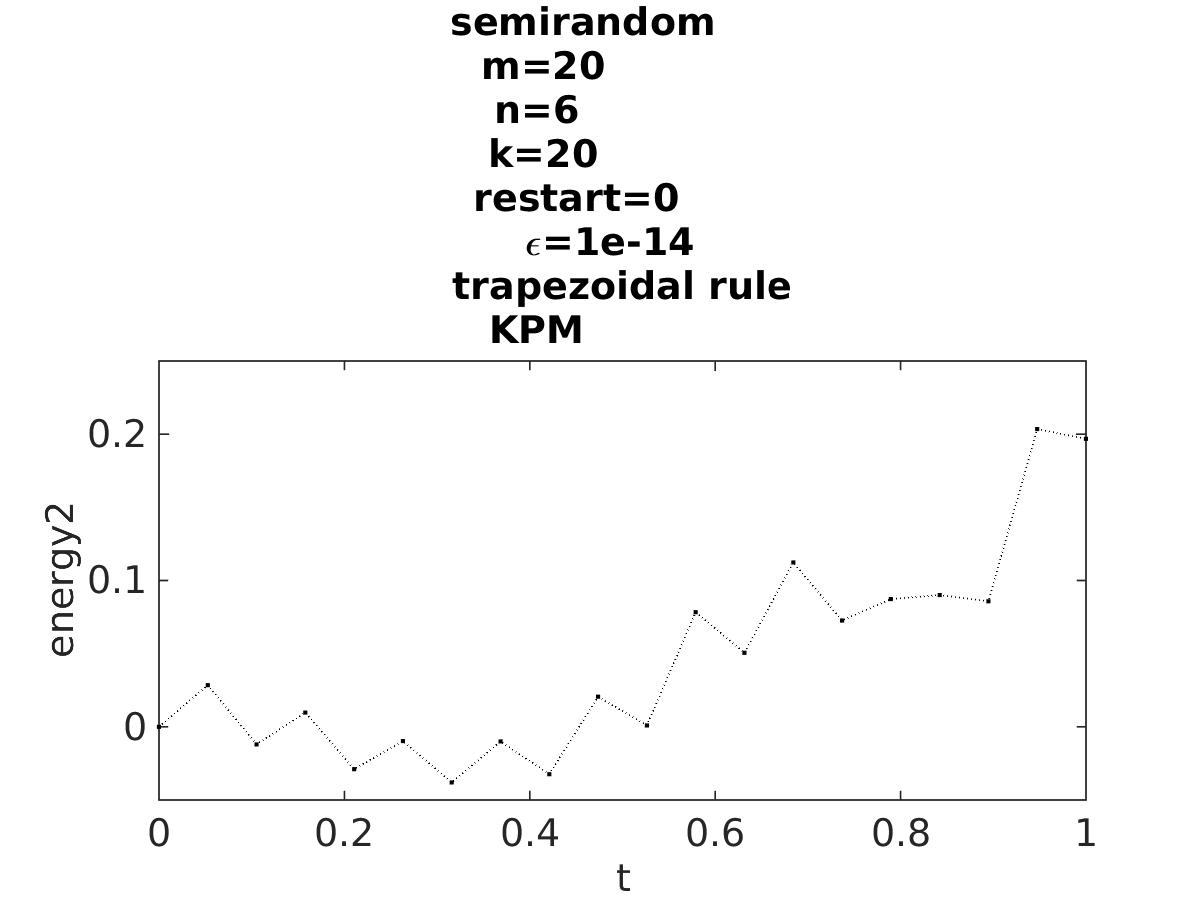 semirandom
m=20
n=6
k=20
restart=0
ϵ=1e-14
trapezoidal rule
KPM
0.2
0.1
0
energy2
0 0.2 0.4 0.6 0.8 1
t